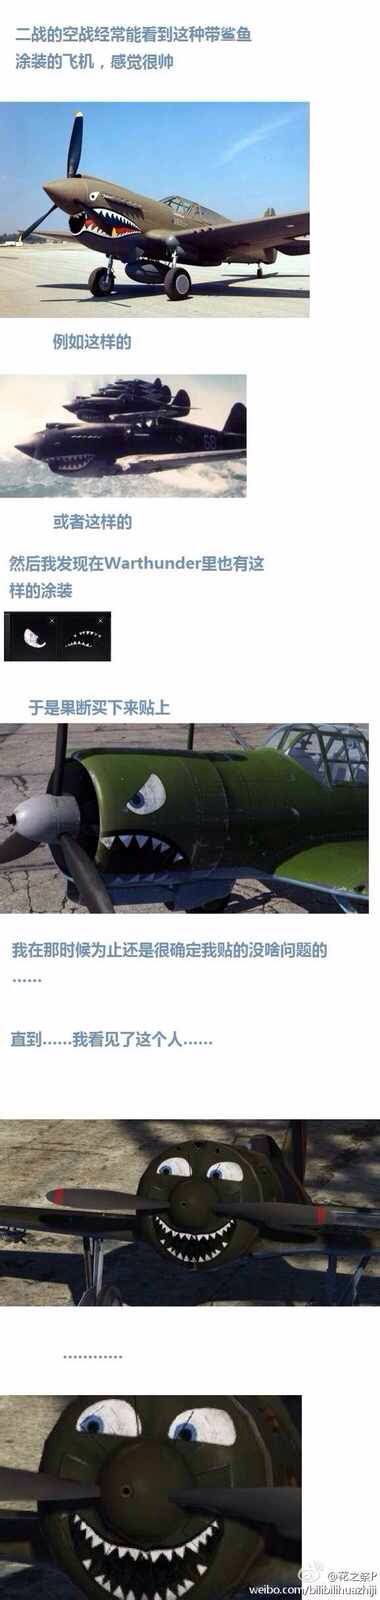 二战的空战经常能看到这种带鲨鱼
涂装的飞机，感觉很帅
例如这样的
68
或者这样的
然后我发现在Warthunder里也有这
样的涂装
于是果断买下来贴上
我在那时候为止还是很确定我贴的没啥问题的
……
直到……我看见了这个人……
…………
@花之祭P
weibo.com/bilibilihuazhiji